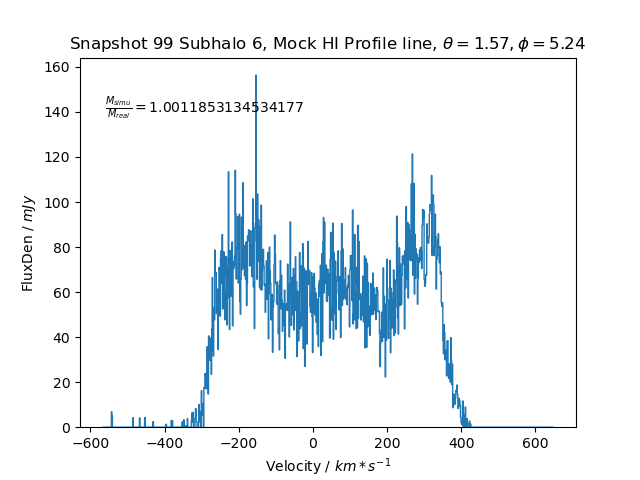 Snapshot 99 Subhalo 6, Mock HI Profile line, θ = 1.57, ϕ = 5.24
160
M_simu/M_real = 1.0011853134534177
140
120
100
80
60
40
20
0
FluxDen / mJy
−600 −400 −200 0 200 400 600
Velocity / km * s⁻¹